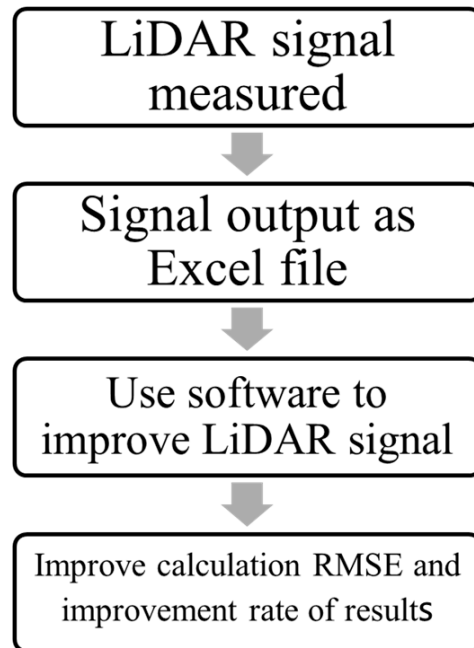 LiDAR signal
measured
Signal output as
Excel file
Use software to
improve LiDAR signal
Improve calculation RMSE and
improvement rate of results